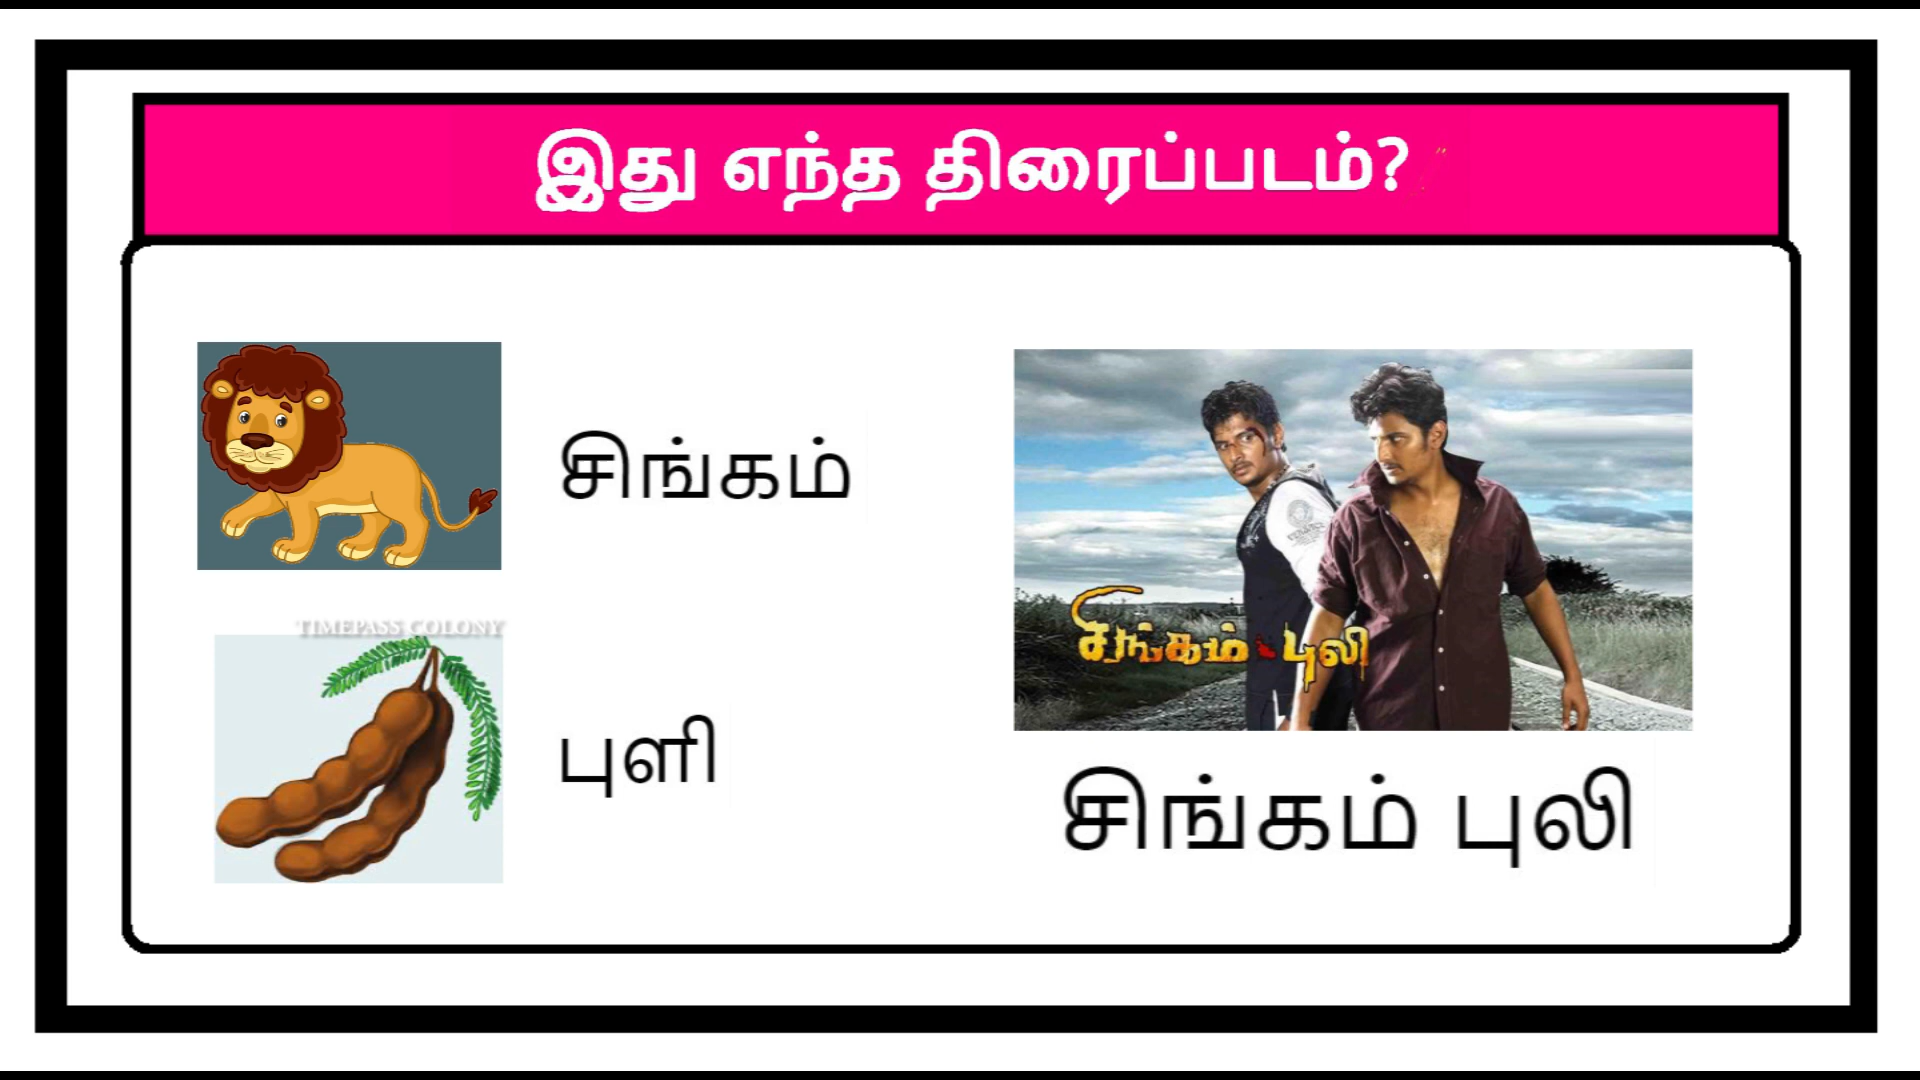 இது எந்த திரைப்படம்?
சிங்கம்
TIMEPASS COLONY
புளி
சிங்கம் புலி
சிங்கம் புலி